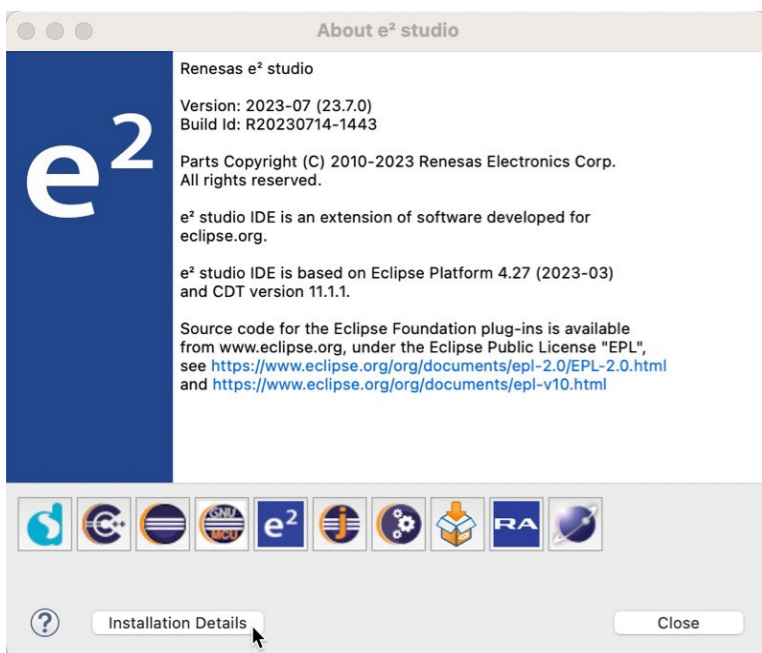 About e² studio
Renesas e² studio
Version: 2023-07 (23.7.0)
Build Id: R20230714-1443
Parts Copyright (C) 2010-2023 Renesas Electronics Corp.
All rights reserved.
e² studio IDE is an extension of software developed for
eclipse.org.
e² studio IDE is based on Eclipse Platform 4.27 (2023-03)
and CDT version 11.1.1.
Source code for the Eclipse Foundation plug-ins is available
from www.eclipse.org, under the Eclipse Public License "EPL",
see https://www.eclipse.org/org/documents/epl-2.0/EPL-2.0.html
and https://www.eclipse.org/org/documents/epl-v10.html
e²
C++
GNU
MCU
e²
j
RA
?
Installation Details
Close